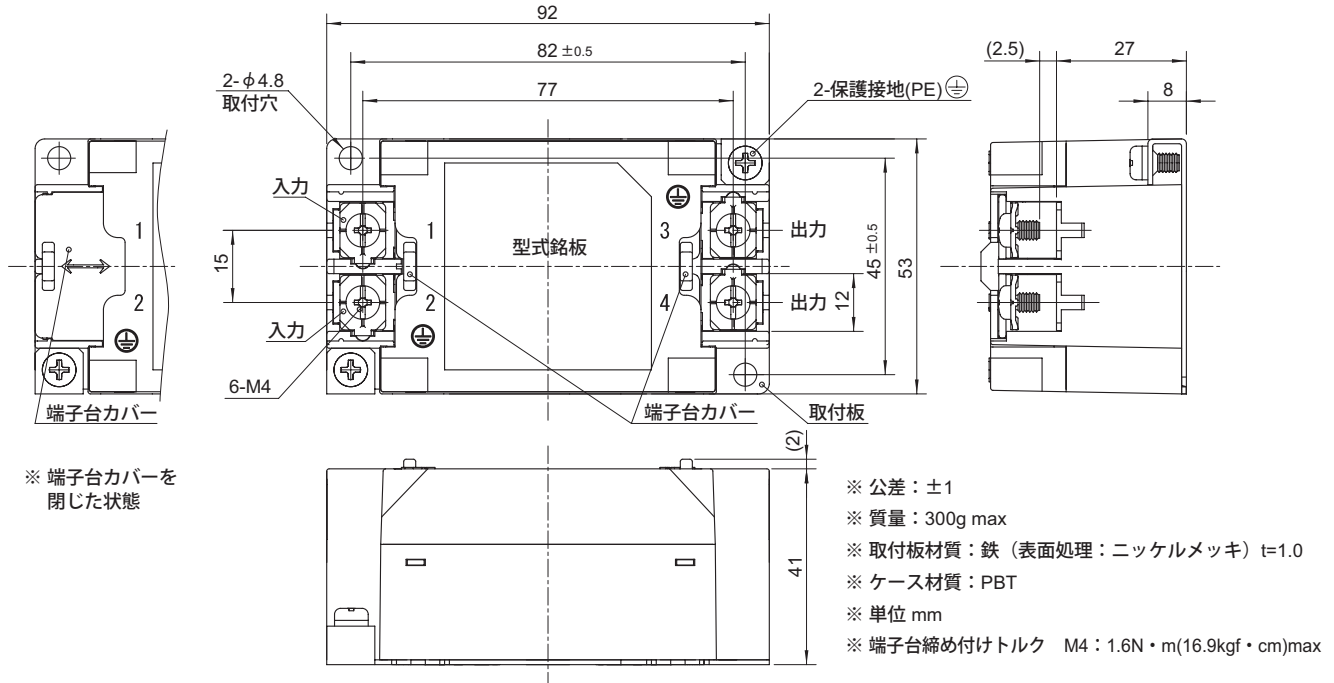 92
82 ±0.5
77
2-φ4.8
取付穴
2-保護接地(PE)
(2.5)
27
8
入力
1
2
15
1
2
型式銘板
3
4
出力
出力
12
45 ±0.5
53
入力
6-M4
端子台カバー
端子台カバー
取付板
※ 端子台カバーを
閉じた状態
(2)
41
※ 公差：±1
※ 質量：300g max
※ 取付板材質：鉄（表面処理：ニッケルメッキ）t=1.0
※ ケース材質：PBT
※ 単位 mm
※ 端子台締め付けトルク　M4：1.6N・m(16.9kgf・cm)max